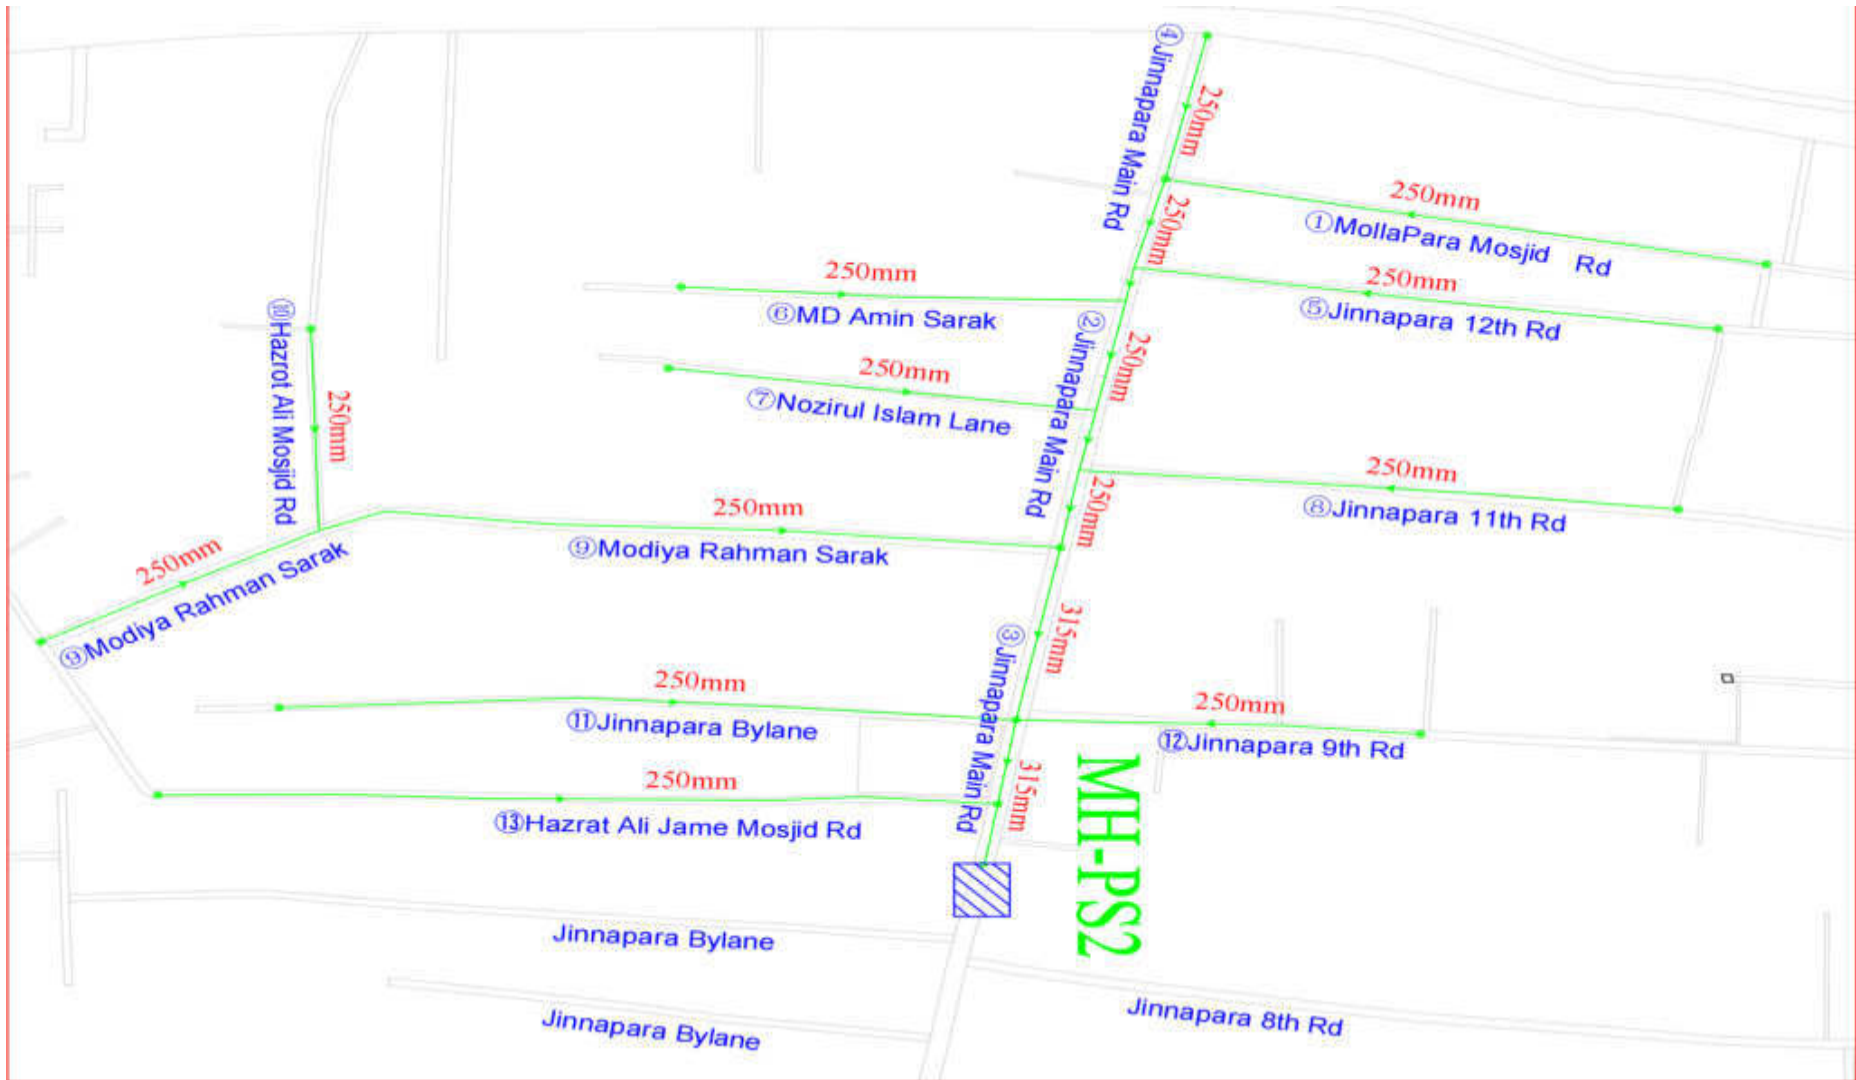 ④Jinnapara Main Rd
250mm
250mm
①MollaPara Mosjid Rd
250mm
250mm
⑥MD Amin Sarak
250mm
⑤Jinnapara 12th Rd
⑩Hazrot Ali Mosjid Rd
250mm
②Jinnapara Main Rd
250mm
250mm
⑦Nozirul Islam Lane
250mm
250mm
⑧Jinnapara 11th Rd
250mm
⑨Modiya Rahman Sarak
250mm
⑨Modiya Rahman Sarak
③Jinnapara Main Rd
315mm
250mm
⑪Jinnapara Bylane
250mm
⑫Jinnapara 9th Rd
315mm
250mm
⑬Hazrat Ali Jame Mosjid Rd
MH-PS2
Jinnapara Bylane
Jinnapara Bylane
Jinnapara 8th Rd